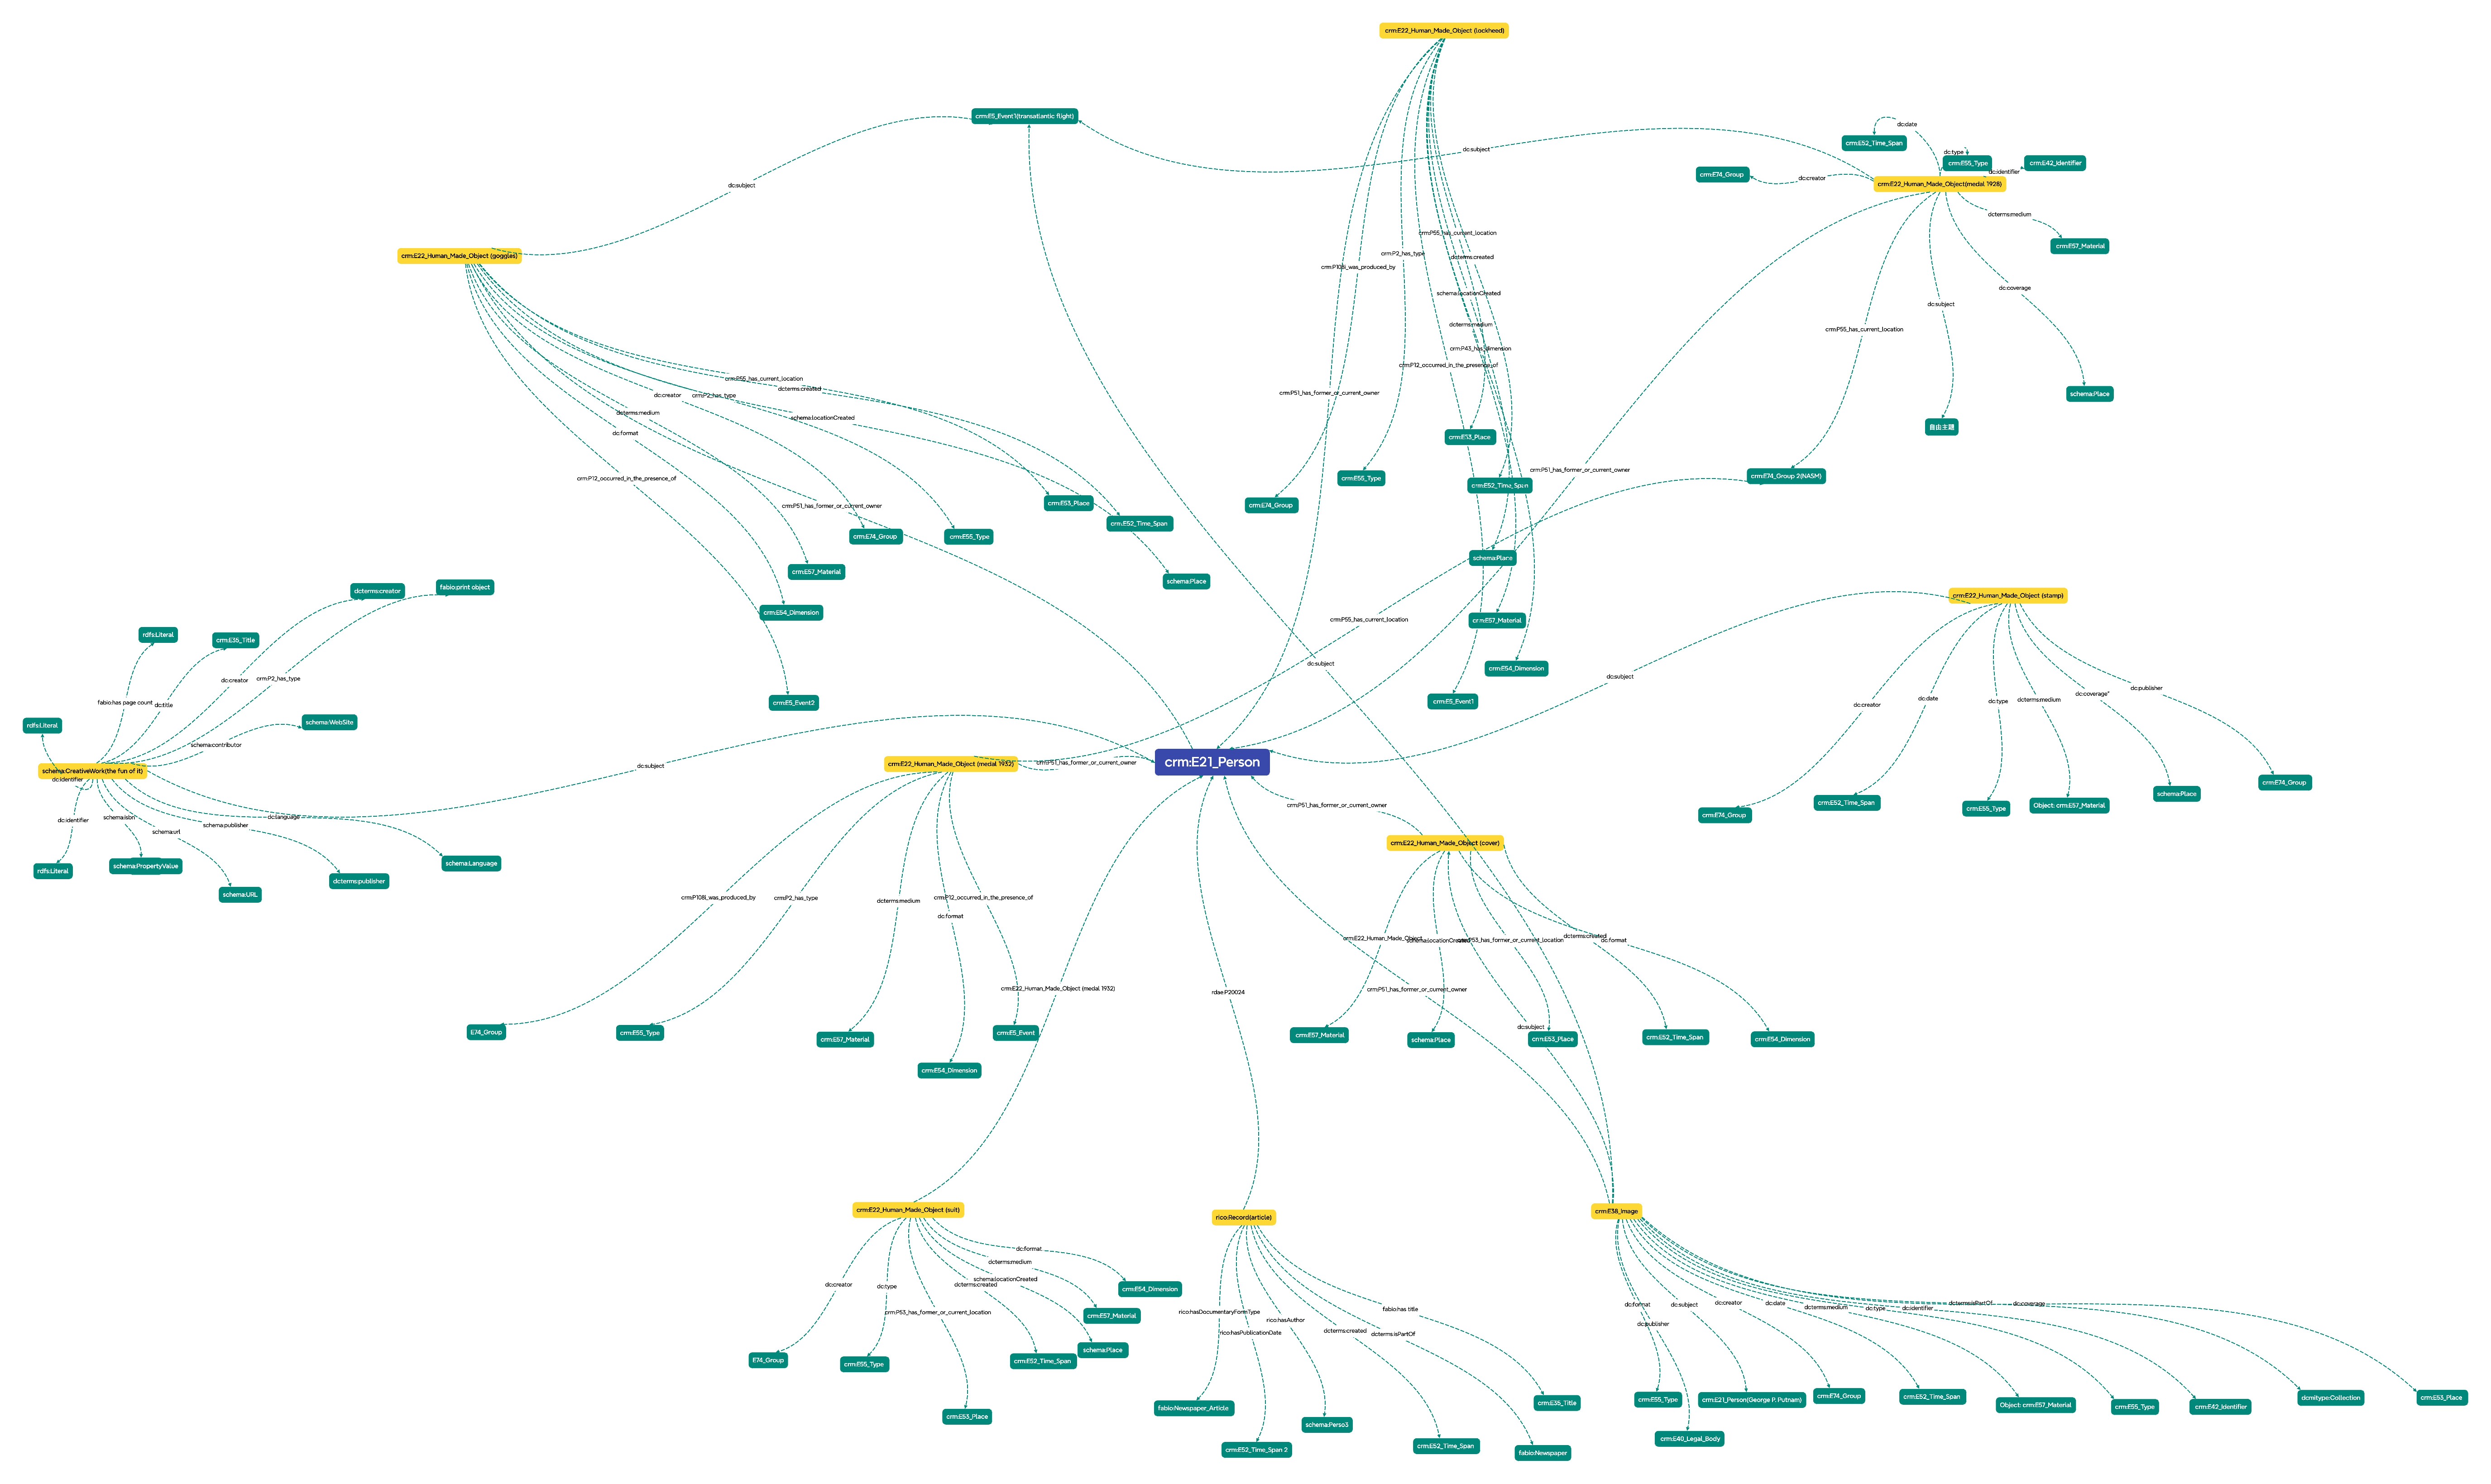 crm:E22_Human_Made_Object (lockheed)
crm:E5_Event1(transatlantic flight)
dc:date
crm:E52_Time_Span
dc:subject
dc:type
crm:E55_Type
crm:E42_Identifier
dc:identifier
crm:E74_Group
dc:creator
crm:E22_Human_Made_Object(medal 1928)
dc:subject
dcterms:medium
crm:P55_has_current_location
crm:E57_Material
crm:E22_Human_Made_Object (goggles)
crm:P2_has_type
dcterms:created
crm:P108i_was_produced_by
dc:coverage
schema:locationCreated
dc:subject
dcterms:medium
crm:P55_has_current_location
crm:P43_has_dimension
crm:P12_occurred_in_the_presence_of
crm:P55_has_current_location
dcterms:created
crm:P51_has_former_or_current_owner
schema:Place
dc:creator
crm:P2_has_type
dcterms:medium
schema:locationCreated
自由主题
dc:format
crm:E13_Place
crm:P51_has_former_or_current_owner
crm:P12_occurred_in_the_presence_of
crm:E55_Type
crm:E74_Group 2(NASM)
crm:E52_Time_Span
crm:E53_Place
crm:P51_has_former_or_current_owner
crm:E74_Group
crm:E52_Time_Span
crm:E74_Group
crm:E55_Type
schema:Place
crm:E57_Material
schema:Place
dcterms:creator
fabio:print object
crm:E22_Human_Made_Object (stamp)
crm:E54_Dimension
crm:P55_has_current_location
crm:E57_Material
rdfs:Literal
crm:E35_Title
dc:subject
crm:E54_Dimension
dc:creator
crm:P2_has_type
dc:subject
dc:publisher
dc:coverage"
fabio:has page count
dc:title
crm:E5_Event2
crm:E5_Event1
dc:creator
dc:date
dc:type
dcterms:medium
rdfs:Literal
schema:WebSite
schema:contributor
crm:E21_Person
schema:CreativeWork(the fun of it)
dc:identifier
dc:subject
crm:E22_Human_Made_Object (medal 1932)
crm:P51_has_former_or_current_owner
crm:E74_Group
schema:Place
crm:E52_Time_Span
Object: crm:E57_Material
crm:E55_Type
crm:E74_Group
crm:P51_has_former_or_current_owner
dc:identifier
schema:isbn
schema:url
schema:publisher
dc:language
crm:E22_Human_Made_Object (cover)
rdfs:Literal
schema:PropertyValue
schema:URL
dcterms:publisher
schema:Language
crm:P108i_was_produced_by
crm:P2_has_type
dcterms:medium
crm:P12_occurred_in_the_presence_of
dc:format
crm:E22_Human_Made_Object
schema:locationCreated
crm:P53_has_former_or_current_location
dcterms:created
dc:format
crm:E22_Human_Made_Object (medal 1932)
rdae:P20024
crm:P51_has_former_or_current_owner
dc:subject
E74_Group
crm:E55_Type
crm:E57_Material
crm:E5_Event
crm:E54_Dimension
crm:E57_Material
schema:Place
crm:E53_Place
crm:E52_Time_Span
crm:E54_Dimension
crm:E22_Human_Made_Object (suit)
rico:Record(article)
crm:E38_Image
dc:format
dcterms:medium
schema:locationCreated
dcterms:created
dc:creator
dc:type
crm:P53_has_former_or_current_location
crm:E54_Dimension
crm:E57_Material
schema:Place
crm:E52_Time_Span
E74_Group
crm:E55_Type
crm:E53_Place
rico:hasDocumentaryFormType
rico:hasPublicationDate
rico:hasAuthor
dcterms:created
dcterms:isPartOf
fabio:has title
fabio:Newspaper_Article
crm:E52_Time_Span 2
schema:Perso3
crm:E52_Time_Span
fabio:Newspaper
crm:E35_Title
dc:format
dc:publisher
dc:subject
dc:creator
dc:date
dcterms:medium
dc:type
dc:identifier
dcterms:isPartOf
dc:coverage
crm:E55_Type
crm:E40_Legal_Body
crm:E21_Person(George P. Putnam)
crm:E74_Group
crm:E52_Time_Span
Object: crm:E57_Material
crm:E55_Type
crm:E42_Identifier
dcmitype:Collection
crm:E53_Place